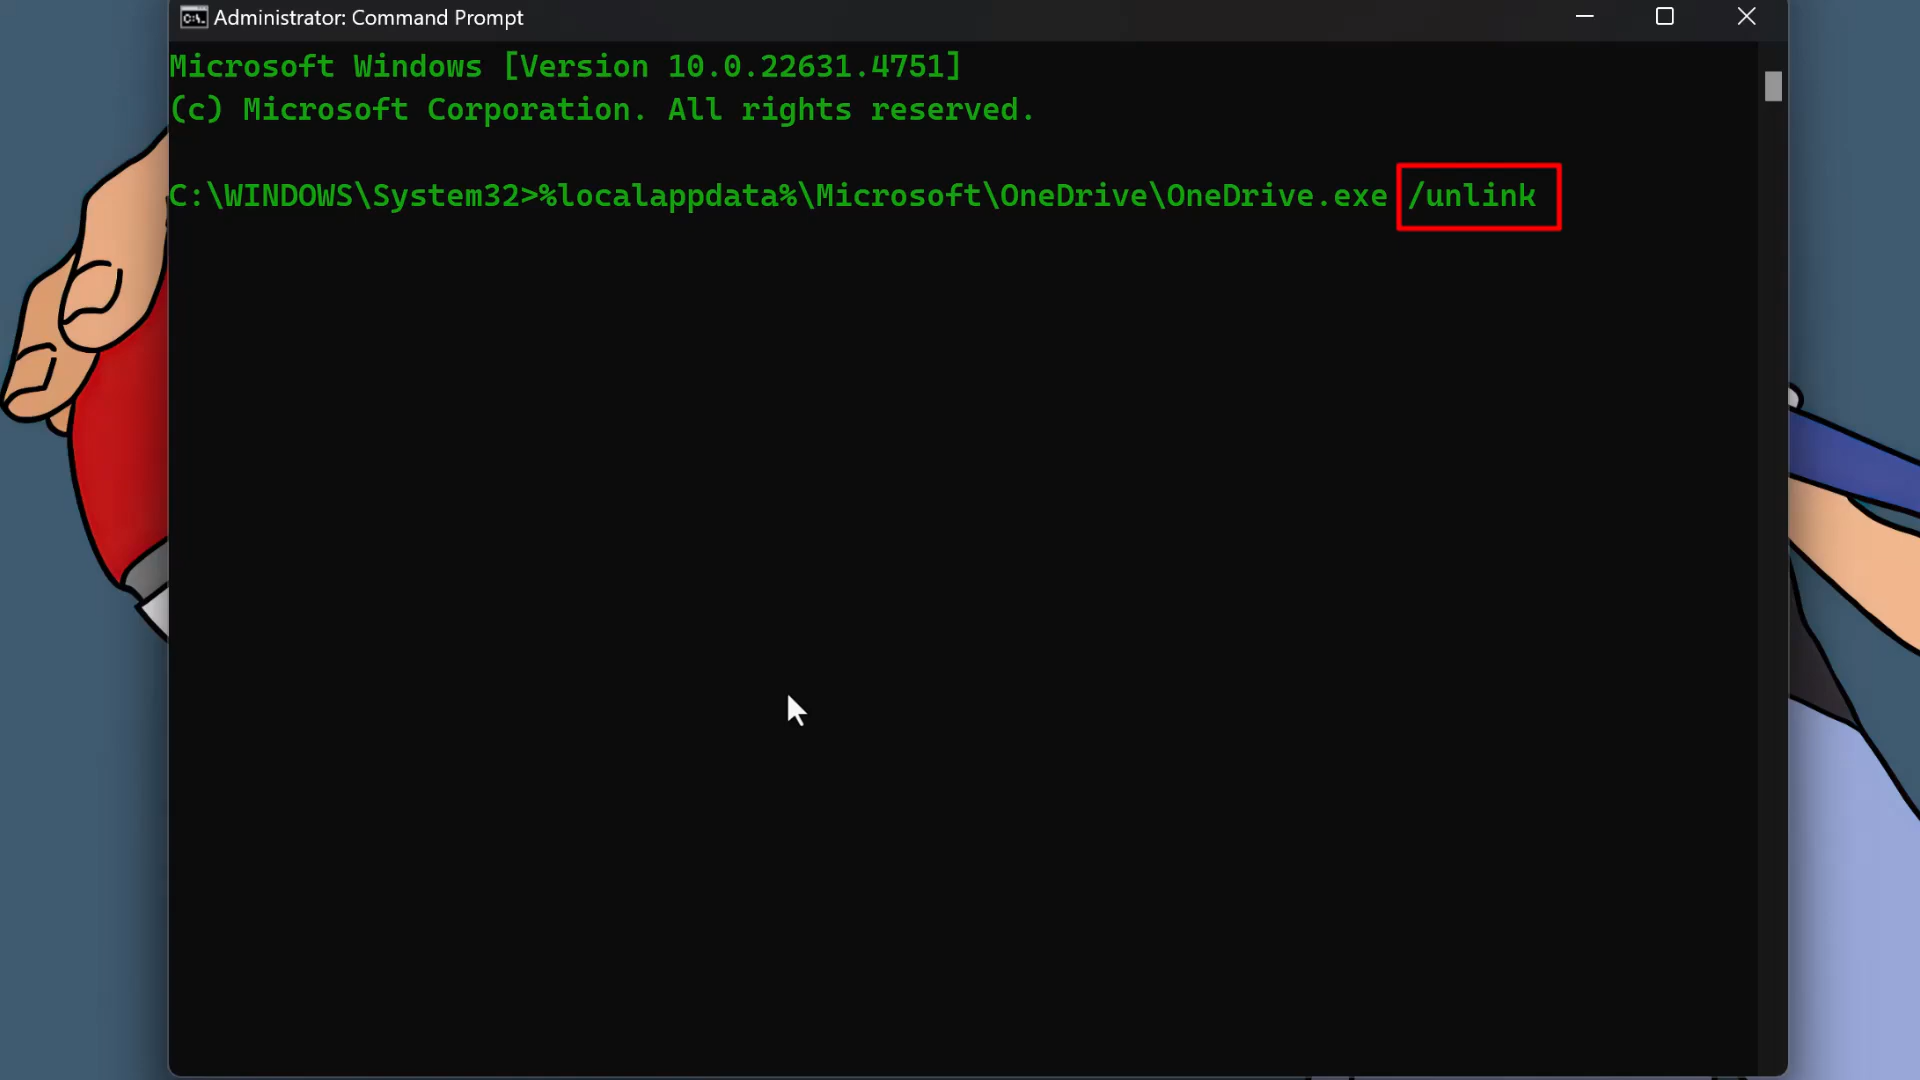 Administrator: Command Prompt
Microsoft Windows [Version 10.0.22631.4751]
(c) Microsoft Corporation. All rights reserved.
C:\WINDOWS\System32>%localappdata%\Microsoft\OneDrive\OneDrive.exe /unlink